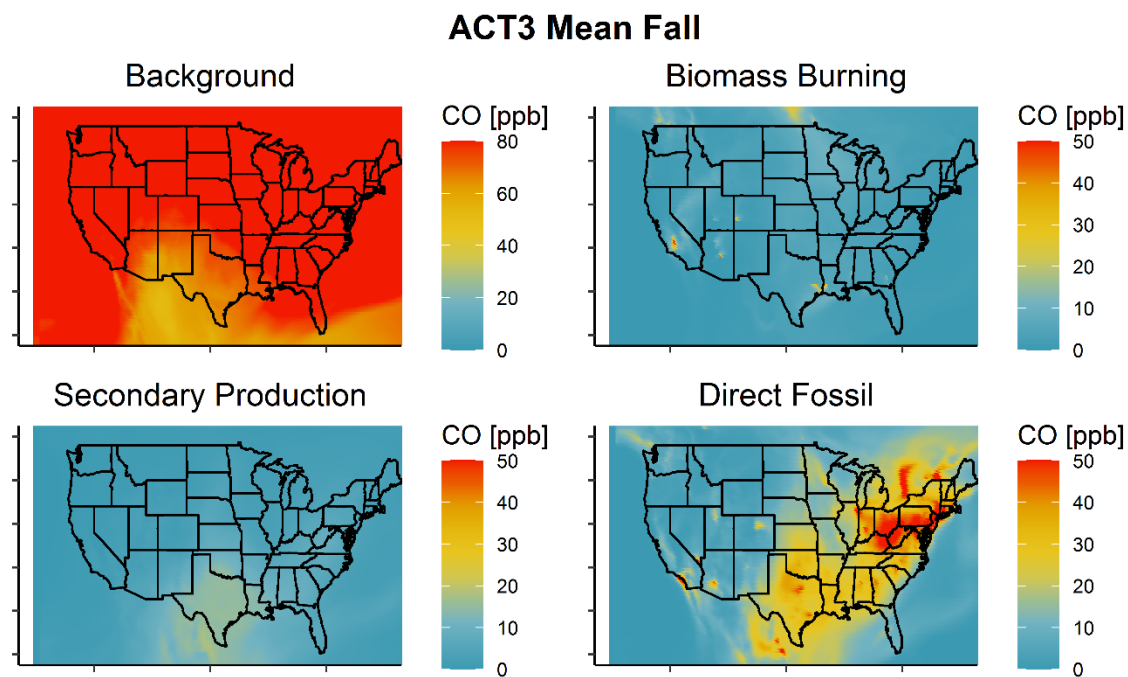 ACT3 Mean Fall
Background
CO [ppb]
80
60
40
20
0
Biomass Burning
CO [ppb]
50
40
30
20
10
0
Secondary Production
CO [ppb]
50
40
30
20
10
0
Direct Fossil
CO [ppb]
50
40
30
20
10
0